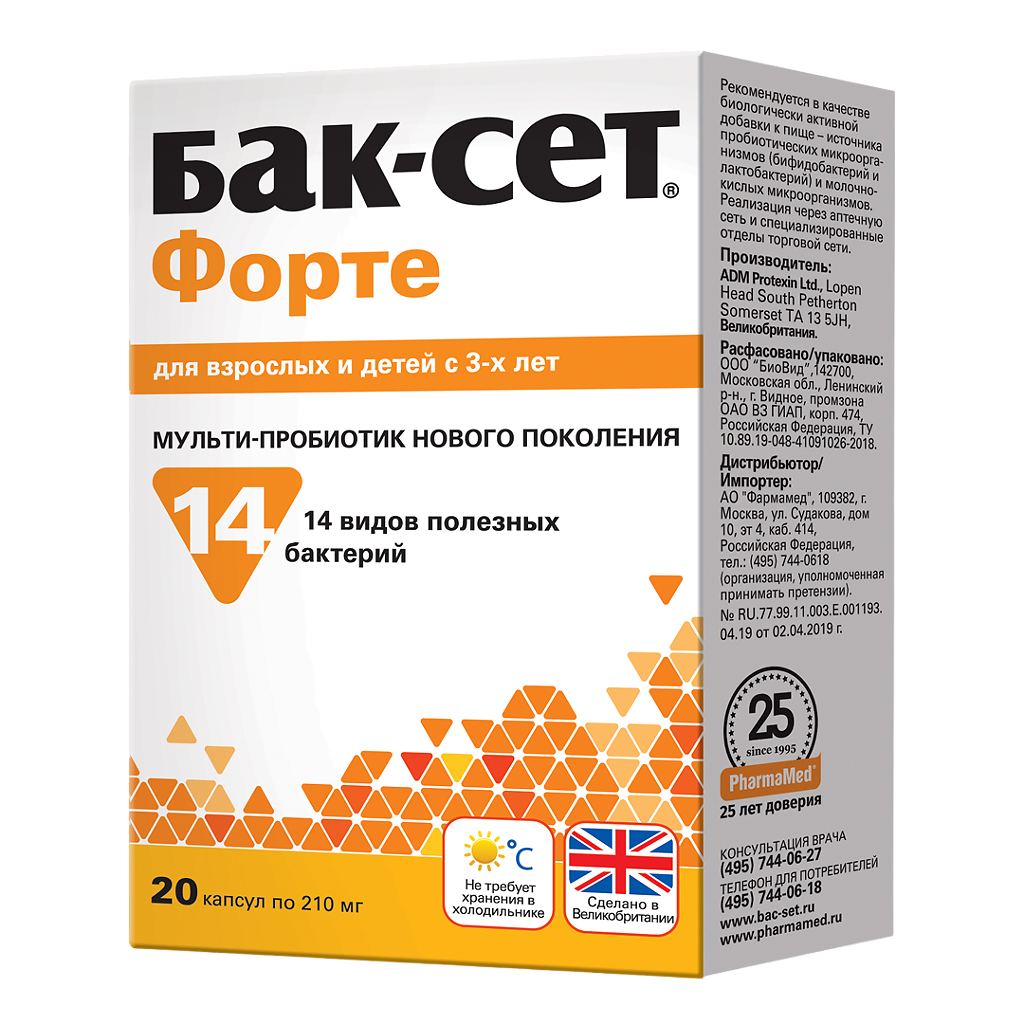 Бак-сет®
Форте
для взрослых и детей с 3-х лет
МУЛЬТИ-ПРОБИОТИК НОВОГО ПОКОЛЕНИЯ
14
14 видов полезных
бактерий
°C
Не требует
хранения в
холодильнике
Сделано в
Великобритании
20 капсул по 210 мг
Рекомендуется в качестве
биологически активной
добавки к пище – источника
пробиотических микроорга-
низмов (бифидобактерий и
лактобактерий) и молочно-
кислых микроорганизмов.
Реализация через аптечную
сеть и специализированные
отделы торговой сети.
Производитель:
ADM Protexin Ltd., Lopen
Head South Petherton
Somerset TA 13 5JH,
Великобритания.
Расфасовано/упаковано:
ООО "БиоВид",142700,
Московская обл., Ленинский
р-н., г. Видное, промзона
ОАО ВЗ ГИАП, корп. 474,
Российская Федерация, ТУ
10.89.19-048-41091026-2018.
Дистрибьютор/
Импортер:
АО "Фармамед", 109382, г.
Москва, ул. Судакова, дом
10, эт 4, каб. 414,
Российская Федерация,
тел.: (495) 744-0618
(организация, уполномоченная
принимать претензии).
№ RU.77.99.11.003.E.001193.
04.19 от 02.04.2019 г.
25
since 1995
PharmaMed®
25 лет доверия
КОНСУЛЬТАЦИЯ ВРАЧА
(495) 744-06-27
ТЕЛЕФОН ДЛЯ ПОТРЕБИТЕЛЕЙ
(495) 744-06-18
www.bac-set.ru
www.pharmamed.ru